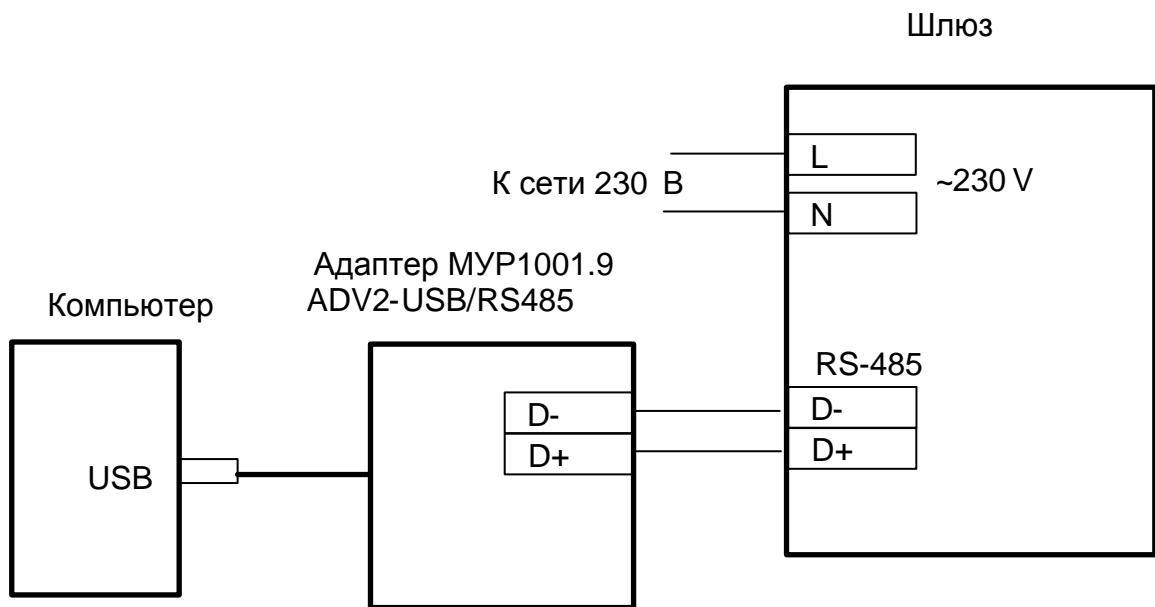 Шлюз
L
К сети 230 В
~230 V
N
Адаптер МУР1001.9
ADV2-USB/RS485
Компьютер
RS-485
D-
D-
D+
D+
USB